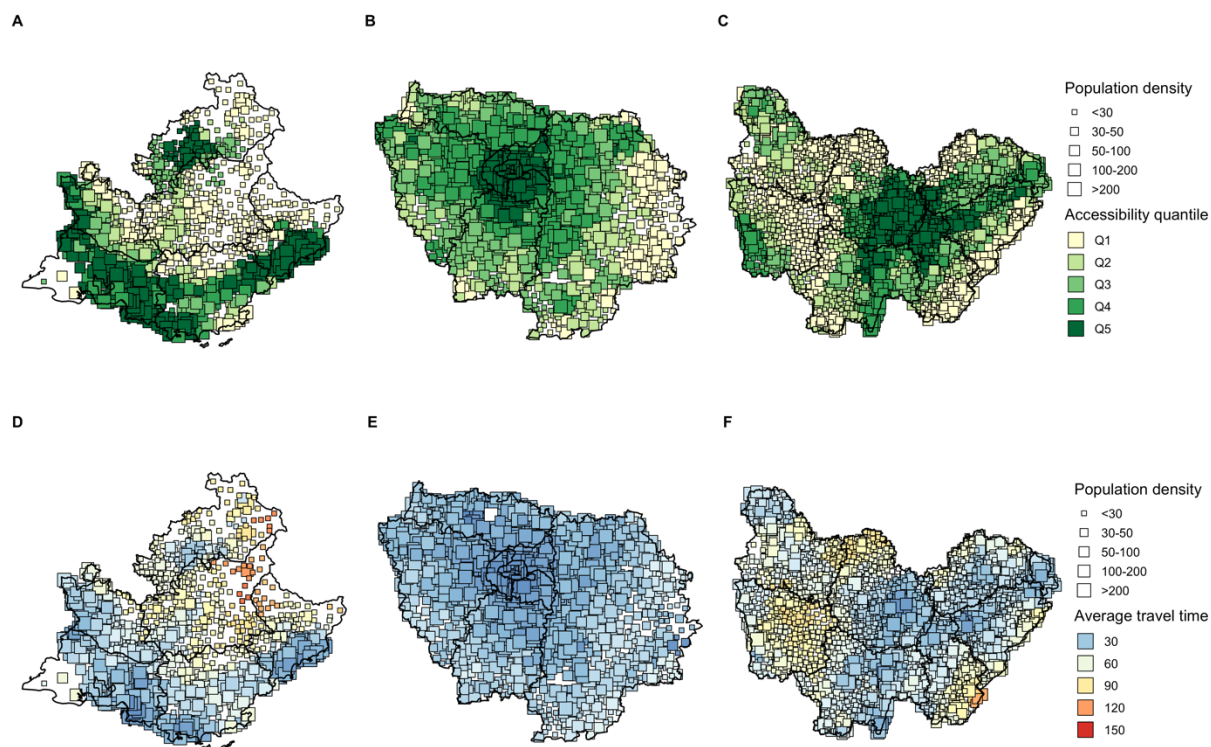 A
B
C
Population density
<30
30-50
50-100
100-200
>200
Accessibility quantile
Q1
Q2
Q3
Q4
Q5
D
E
F
Population density
<30
30-50
50-100
100-200
>200
Average travel time
30
60
90
120
150